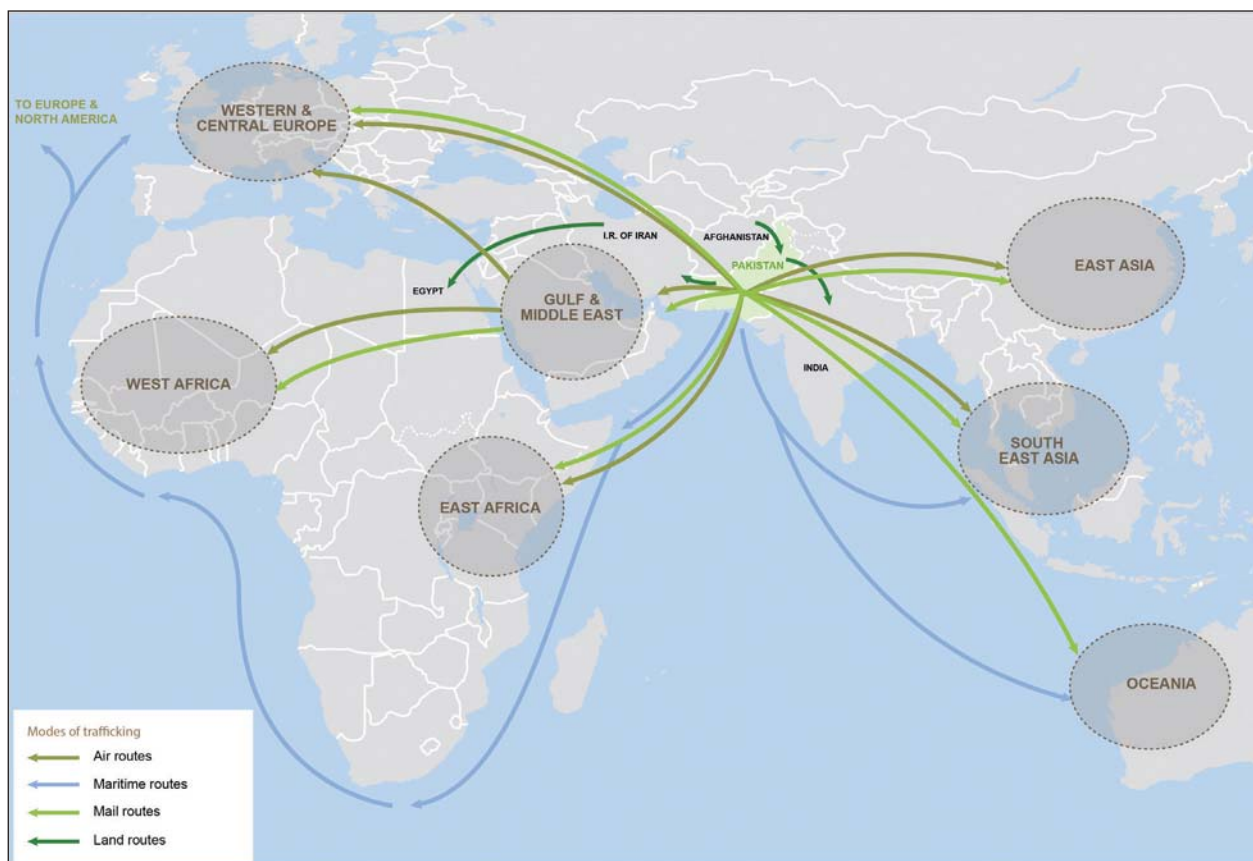 TO EUROPE &
NORTH AMERICA
WESTERN &
CENTRAL EUROPE
I.R. OF IRAN
AFGHANISTAN
PAKISTAN
EAST ASIA
EGYPT
GULF &
MIDDLE EAST
WEST AFRICA
INDIA
SOUTH
EAST ASIA
EAST AFRICA
OCEANIA
Modes of trafficking
Air routes
Maritime routes
Mail routes
Land routes